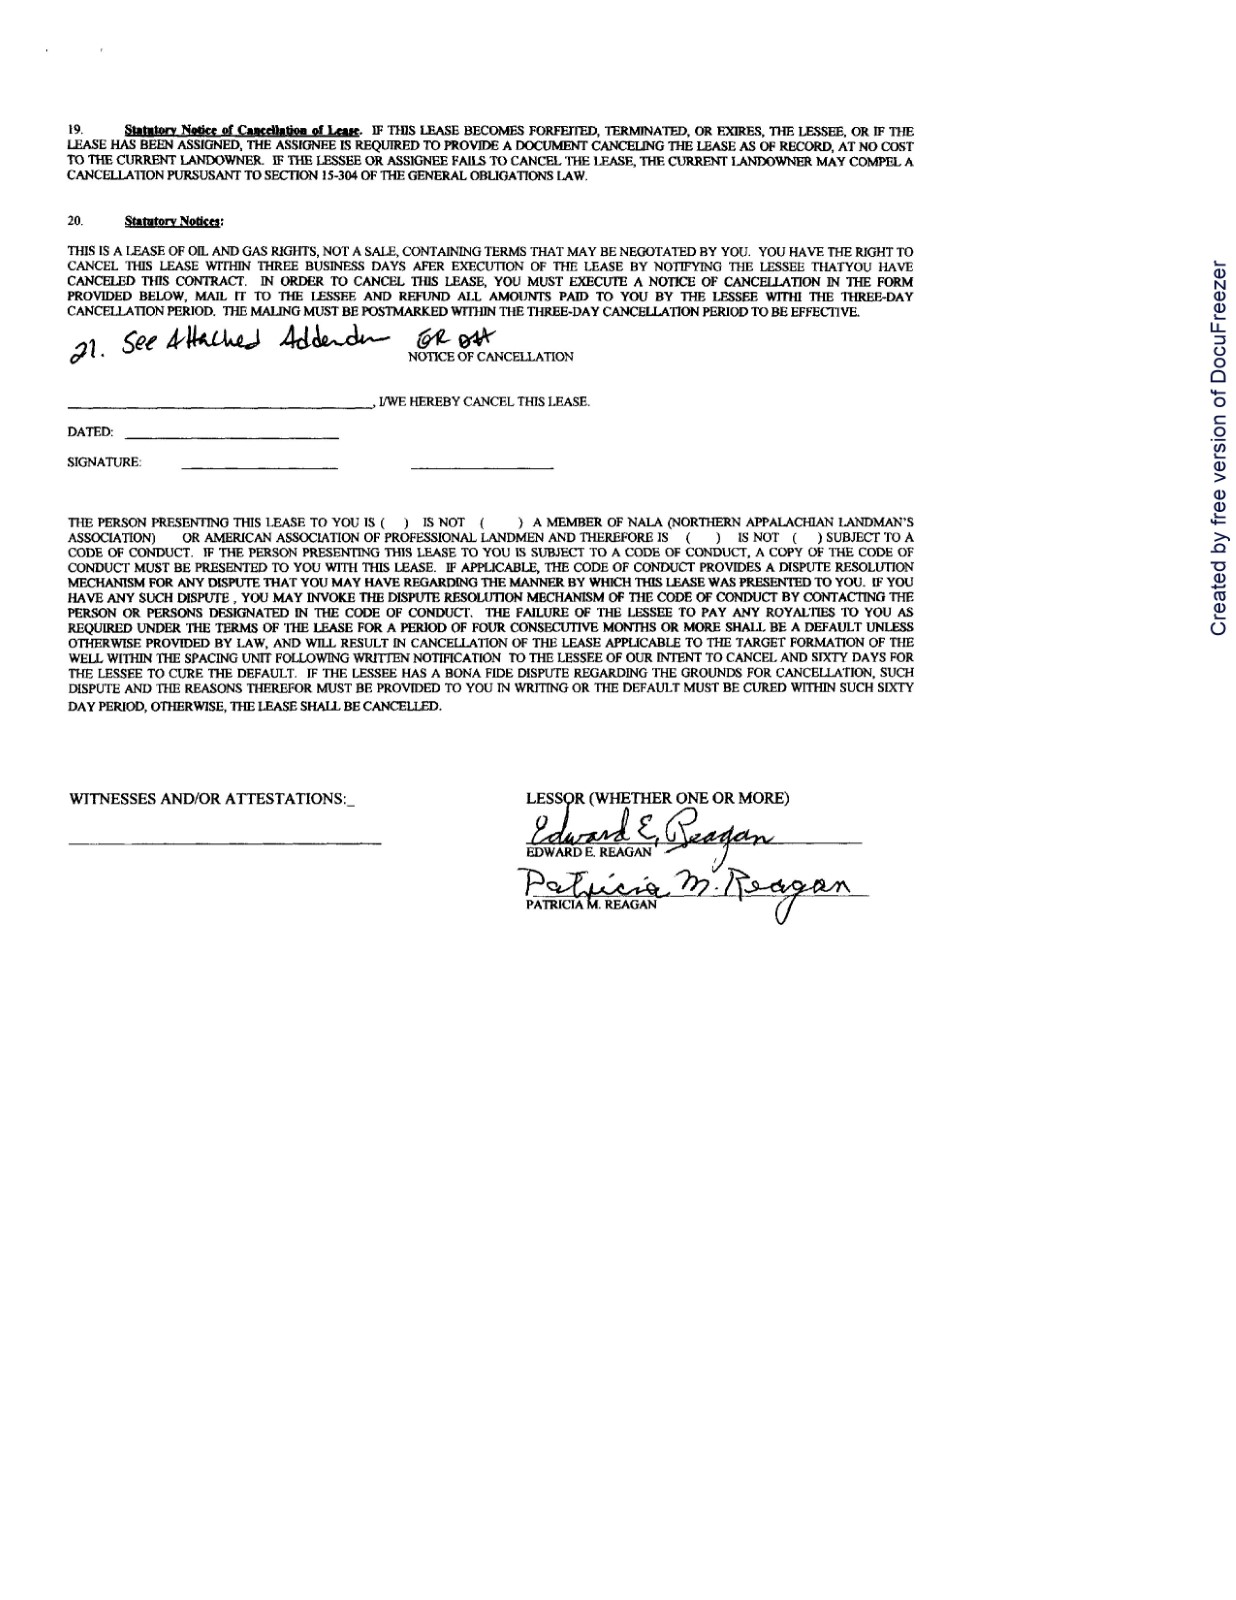 19. Statutory Notice of Cancellation of Lease. IF THIS LEASE BECOMES FORFEITED, TERMINATED, OR EXIRES, THE LESSEE, OR IF THE
LEASE HAS BEEN ASSIGNED, THE ASSIGNEE IS REQUIRED TO PROVIDE A DOCUMENT CANCELING THE LEASE AS OF RECORD, AT NO COST
TO THE CURRENT LANDOWNER. IF THE LESSEE OR ASSIGNEE FAILS TO CANCEL THE LEASE, THE CURRENT LANDOWNER MAY COMPEL A
CANCELLATION PURSUSANT TO SECTION 15-304 OF THE GENERAL OBLIGATIONS LAW.
20. Statutory Notices:
THIS IS A LEASE OF OIL AND GAS RIGHTS, NOT A SALE, CONTAINING TERMS THAT MAY BE NEGOTATED BY YOU. YOU HAVE THE RIGHT TO
CANCEL THIS LEASE WITHIN THREE BUSINESS DAYS AFER EXECUTION OF THE LEASE BY NOTIFYING THE LESSEE THATYOU HAVE
CANCELED THIS CONTRACT. IN ORDER TO CANCEL THIS LEASE, YOU MUST EXECUTE A NOTICE OF CANCELLATION IN THE FORM
PROVIDED BELOW, MAIL IT TO THE LESSEE AND REFUND ALL AMOUNTS PAID TO YOU BY THE LESSEE WITHI THE THREE-DAY
CANCELLATION PERIOD. THE MALING MUST BE POSTMARKED WITHIN THE THREE-DAY CANCELLATION PERIOD TO BE EFFECTIVE.
21. See Attached Addendum
NOTICE OF CANCELLATION
, I/WE HEREBY CANCEL THIS LEASE.
DATED:
SIGNATURE:
THE PERSON PRESENTING THIS LEASE TO YOU IS ( ) IS NOT ( ) A MEMBER OF NALA (NORTHERN APPALACHIAN LANDMAN'S
ASSOCIATION) OR AMERICAN ASSOCIATION OF PROFESSIONAL LANDMEN AND THEREFORE IS ( ) IS NOT ( ) SUBJECT TO A
CODE OF CONDUCT. IF THE PERSON PRESENTING THIS LEASE TO YOU IS SUBJECT TO A CODE OF CONDUCT, A COPY OF THE CODE OF
CONDUCT MUST BE PRESENTED TO YOU WITH THIS LEASE. IF APPLICABLE, THE CODE OF CONDUCT PROVIDES A DISPUTE RESOLUTION
MECHANISM FOR ANY DISPUTE THAT YOU MAY HAVE REGARDING THE MANNER BY WHICH THIS LEASE WAS PRESENTED TO YOU. IF YOU
HAVE ANY SUCH DISPUTE , YOU MAY INVOKE THE DISPUTE RESOLUTION MECHANISM OF THE CODE OF CONDUCT BY CONTACTING THE
PERSON OR PERSONS DESIGNATED IN THE CODE OF CONDUCT. THE FAILURE OF THE LESSEE TO PAY ANY ROYALTIES TO YOU AS
REQUIRED UNDER THE TERMS OF THE LEASE FOR A PERIOD OF FOUR CONSECUTIVE MONTHS OR MORE SHALL BE A DEFAULT UNLESS
OTHERWISE PROVIDED BY LAW, AND WILL RESULT IN CANCELLATION OF THE LEASE APPLICABLE TO THE TARGET FORMATION OF THE
WELL WITHIN THE SPACING UNIT FOLLOWING WRITTEN NOTIFICATION TO THE LESSEE OF OUR INTENT TO CANCEL AND SIXTY DAYS FOR
THE LESSEE TO CURE THE DEFAULT. IF THE LESSEE HAS A BONA FIDE DISPUTE REGARDING THE GROUNDS FOR CANCELLATION, SUCH
DISPUTE AND THE REASONS THEREFOR MUST BE PROVIDED TO YOU IN WRITING OR THE DEFAULT MUST BE CURED WITHIN SUCH SIXTY
DAY PERIOD, OTHERWISE, THE LEASE SHALL BE CANCELLED.
WITNESSES AND/OR ATTESTATIONS:_
LESSOR (WHETHER ONE OR MORE)
Edward E. Reagan
EDWARD E. REAGAN
Patricia M. Reagan
PATRICIA M. REAGAN
Created by free version of DocuFreezer